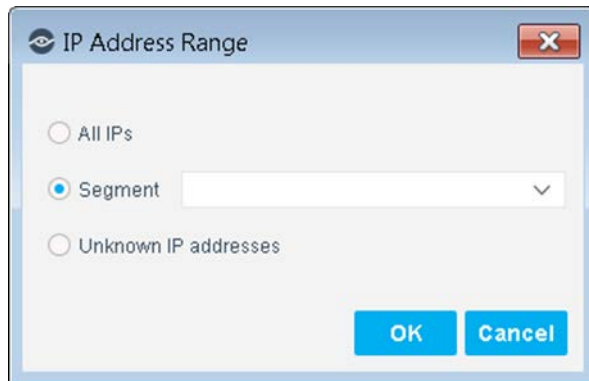 IP Address Range
All IPs
Segment
Unknown IP addresses
OK Cancel